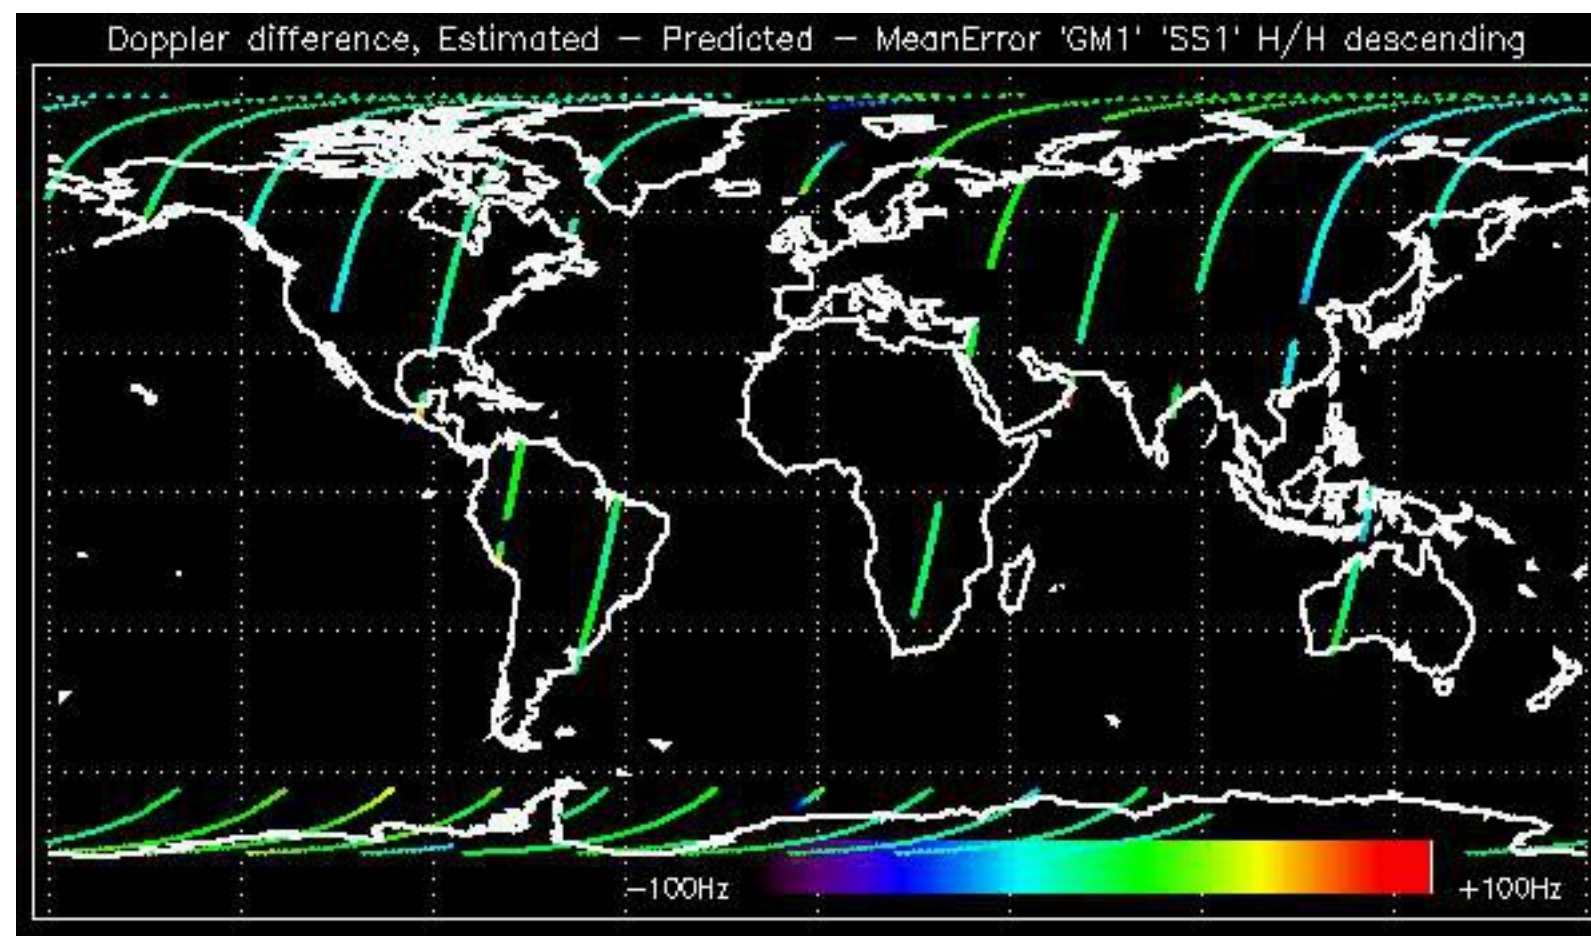 Doppler difference, Estimated – Predicted – MeanError 'GM1' 'SS1' H/H descending
–100Hz
+100Hz